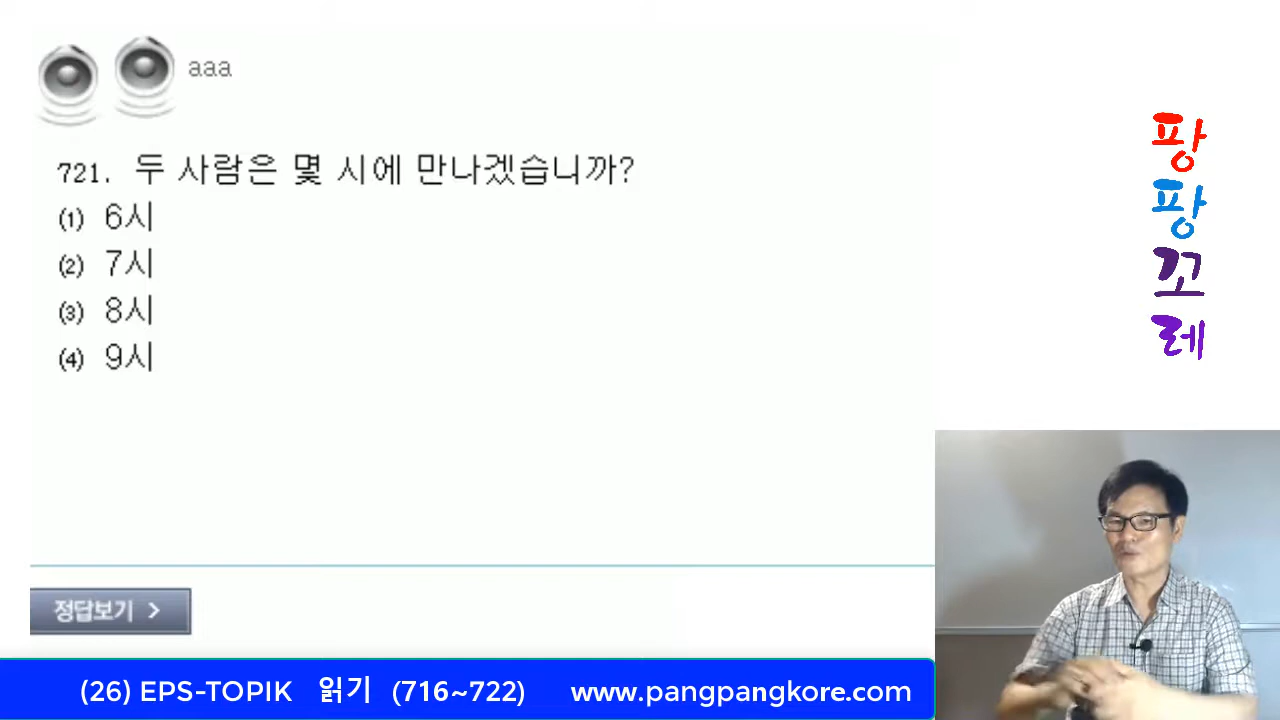 aaa
721. 두 사람은 몇 시에 만나겠습니까?
(1) 6시
(2) 7시
(3) 8시
(4) 9시
정답보기 >
팡
팡
꼬
레
(26) EPS-TOPIK 읽기 (716~722) www.pangpangkore.com